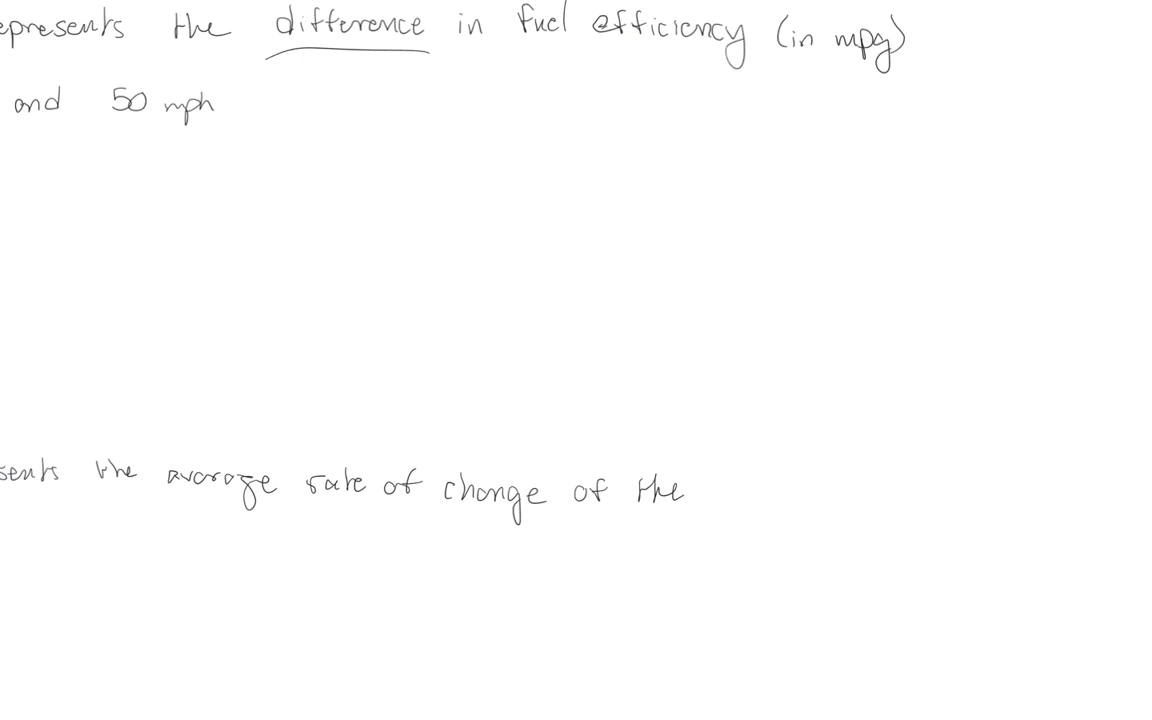 epresents the difference in fuel efficiency (in mpg)
and 50 mph
sents the average rate of change of the